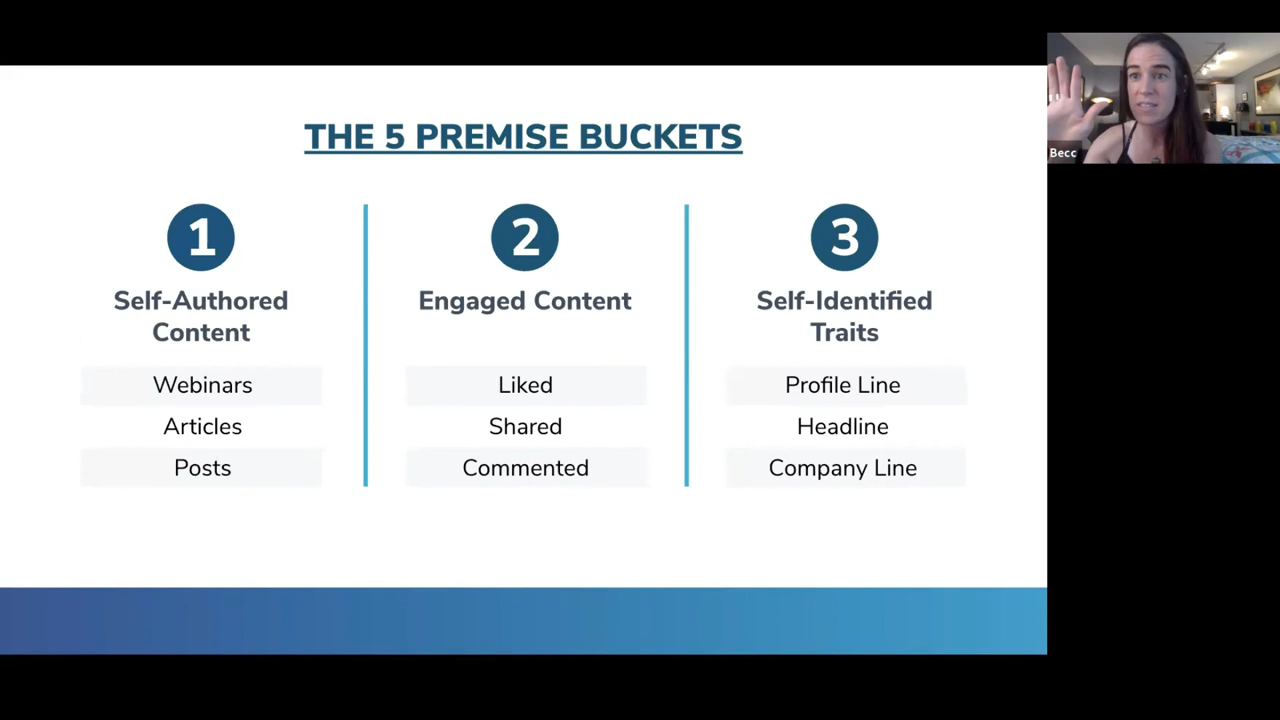 THE 5 PREMISE BUCKETS
1
Self-Authored
Content
Webinars
Articles
Posts
2
Engaged Content
Liked
Shared
Commented
3
Self-Identified
Traits
Profile Line
Headline
Company Line
Becc